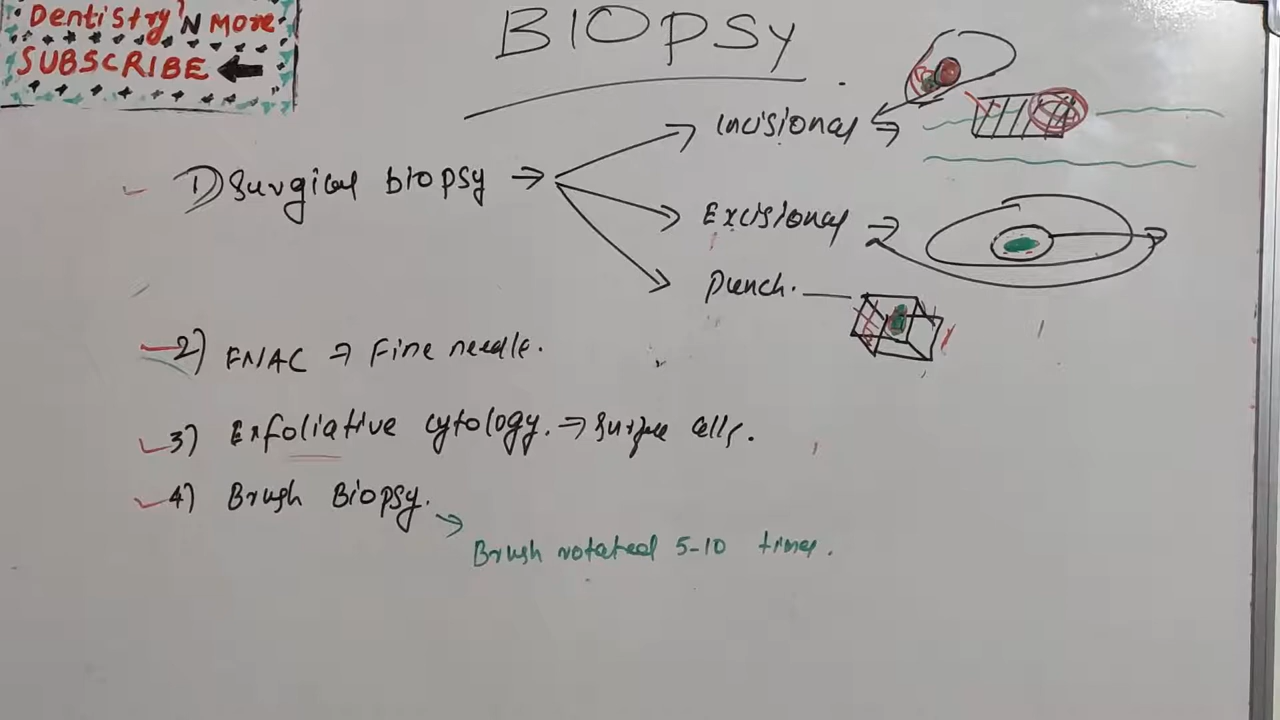 Dentistry'N more
SUBSCRIBE
BIOPSY
Incisional
1) Surgical biopsy
Excisional
Punch.
2) FNAC ⇒ Fine needle.
3) Exfoliative cytology. ⇒ Surface cells.
4) Brush Biopsy.
Brush rotated 5-10 times.